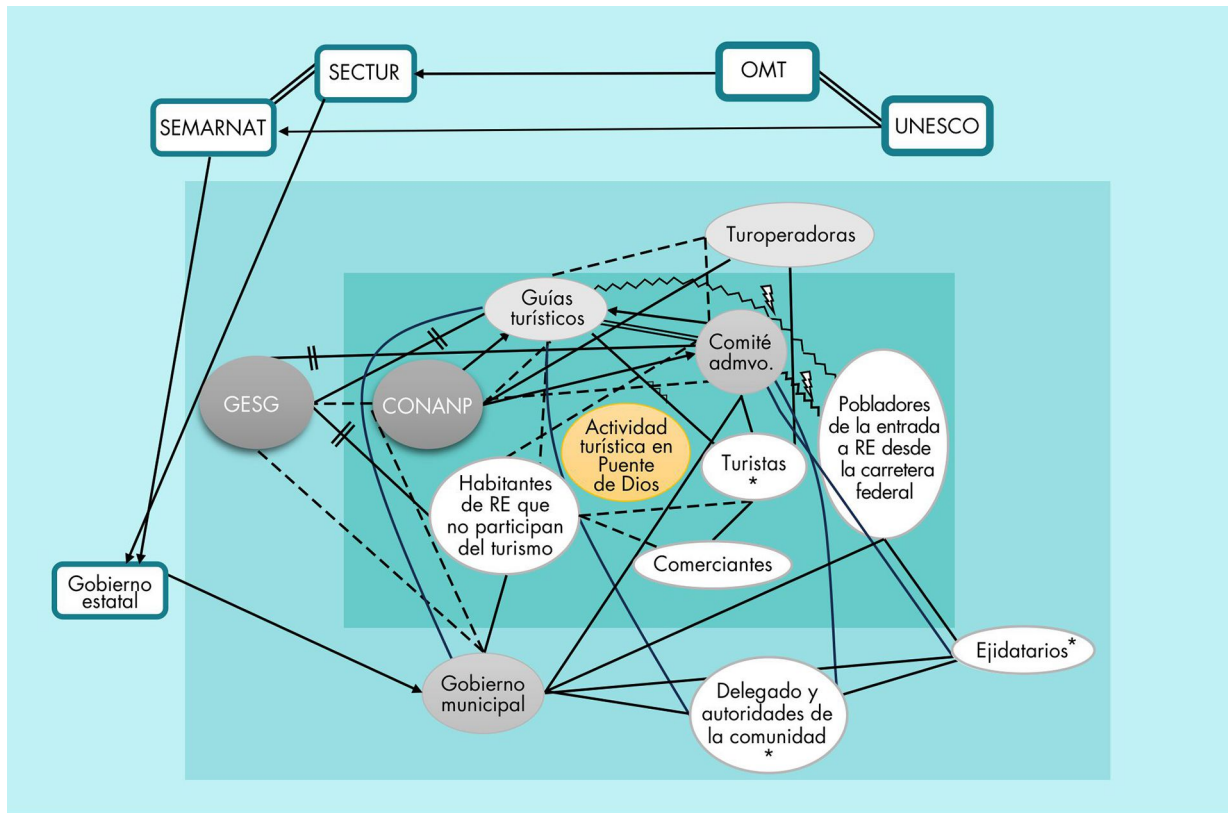 SECTUR
OMT
SEMARNAT
UNESCO
Turoperadoras
Guías
turísticos
Comité
admvo.
GESG
CONANP
Pobladores
de la entrada
a RE desde
la carretera
federal
Actividad
turística en
Puente
de Dios
Turistas
*
Habitantes
de RE que
no participan
del turismo
Comerciantes
Gobierno
estatal
Ejidatarios*
Gobierno
municipal
Delegado y
autoridades de
la comunidad
*